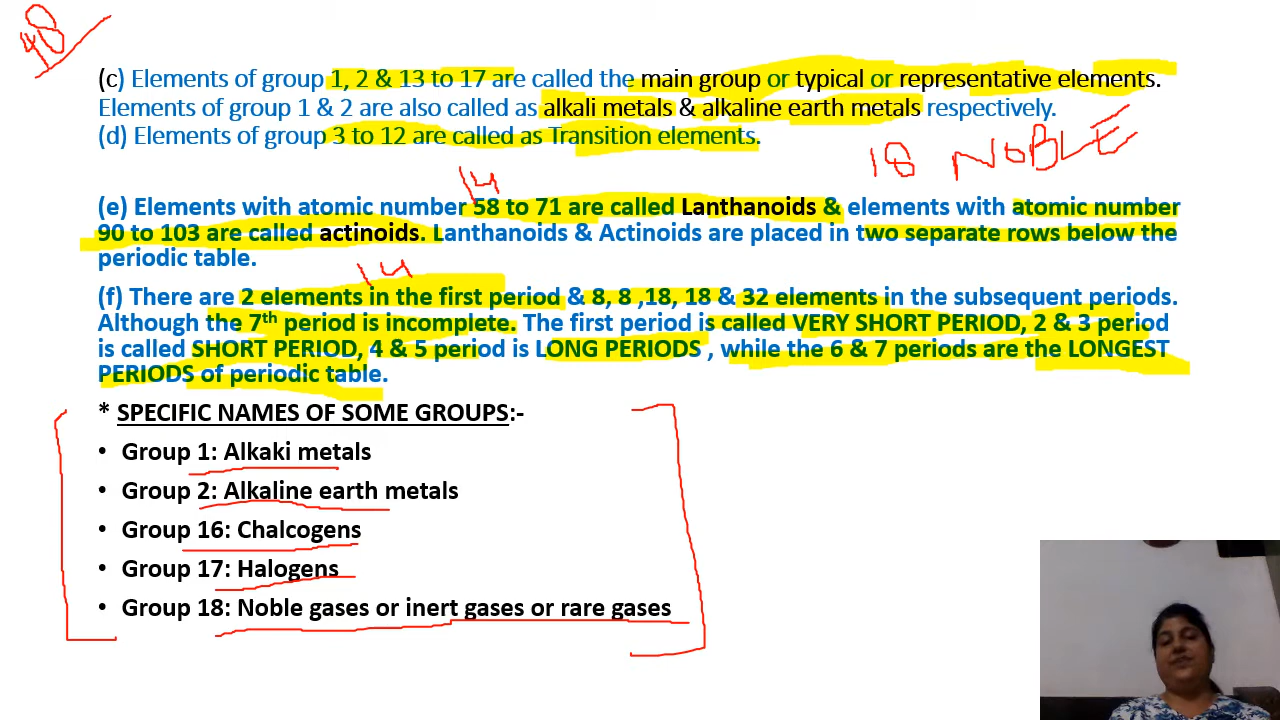 48
(c) Elements of group 1, 2 & 13 to 17 are called the main group or typical or representative elements.
Elements of group 1 & 2 are also called as alkali metals & alkaline earth metals respectively.
(d) Elements of group 3 to 12 are called as Transition elements.
18 NOBLE
14
(e) Elements with atomic number 58 to 71 are called Lanthanoids & elements with atomic number
90 to 103 are called actinoids. Lanthanoids & Actinoids are placed in two separate rows below the
periodic table.
14
(f) There are 2 elements in the first period & 8, 8 ,18, 18 & 32 elements in the subsequent periods.
Although the 7th period is incomplete. The first period is called VERY SHORT PERIOD, 2 & 3 period
is called SHORT PERIOD, 4 & 5 period is LONG PERIODS , while the 6 & 7 periods are the LONGEST
PERIODS of periodic table.
* SPECIFIC NAMES OF SOME GROUPS:-
• Group 1: Alkaki metals
• Group 2: Alkaline earth metals
• Group 16: Chalcogens
• Group 17: Halogens
• Group 18: Noble gases or inert gases or rare gases